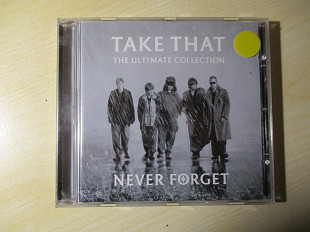 TAKE THAT
THE ULTIMATE COLLECTION
NEVER FORGET